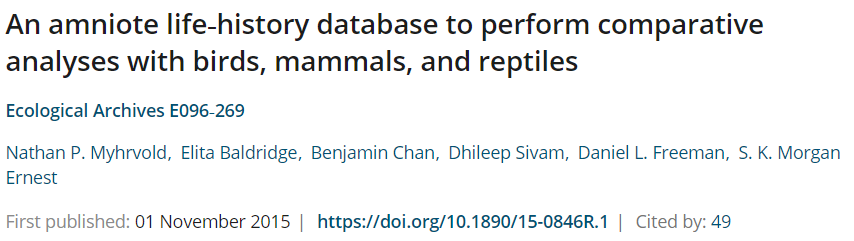 An amniote life-history database to perform comparative
analyses with birds, mammals, and reptiles
Ecological Archives E096-269
Nathan P. Myhrvold, Elita Baldridge, Benjamin Chan, Dhileep Sivam, Daniel L. Freeman, S. K. Morgan
Ernest
First published: 01 November 2015 | https://doi.org/10.1890/15-0846R.1 | Cited by: 49